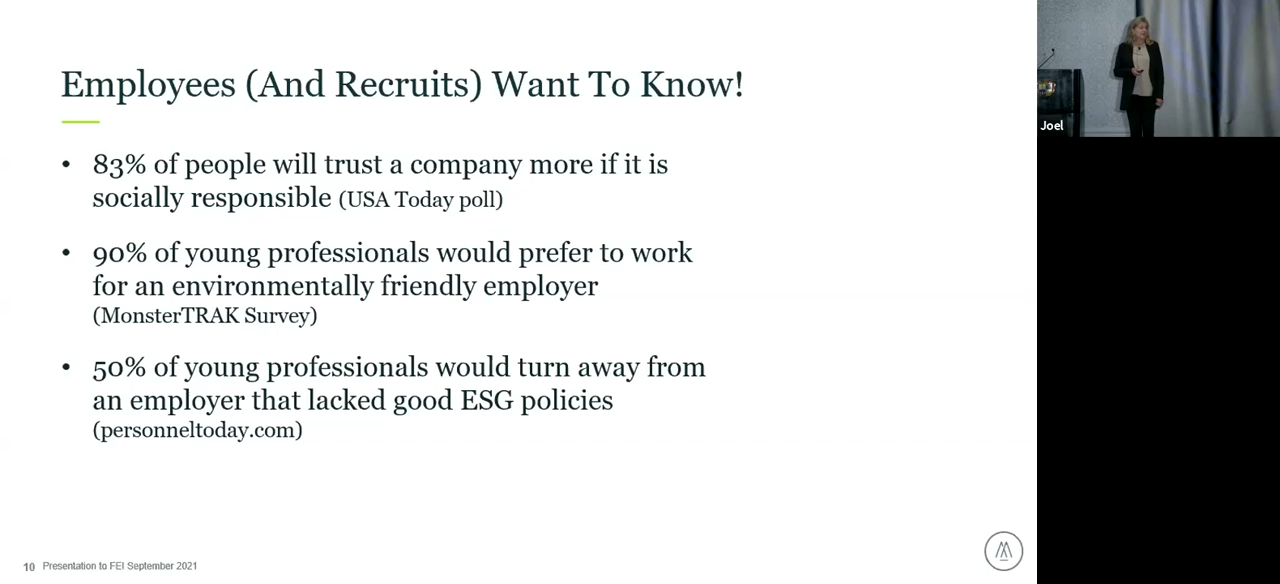 Employees (And Recruits) Want To Know!
• 83% of people will trust a company more if it is
socially responsible (USA Today poll)
• 90% of young professionals would prefer to work
for an environmentally friendly employer
(MonsterTRAK Survey)
• 50% of young professionals would turn away from
an employer that lacked good ESG policies
(personneltoday.com)
10 Presentation to FEI September 2021
Joel